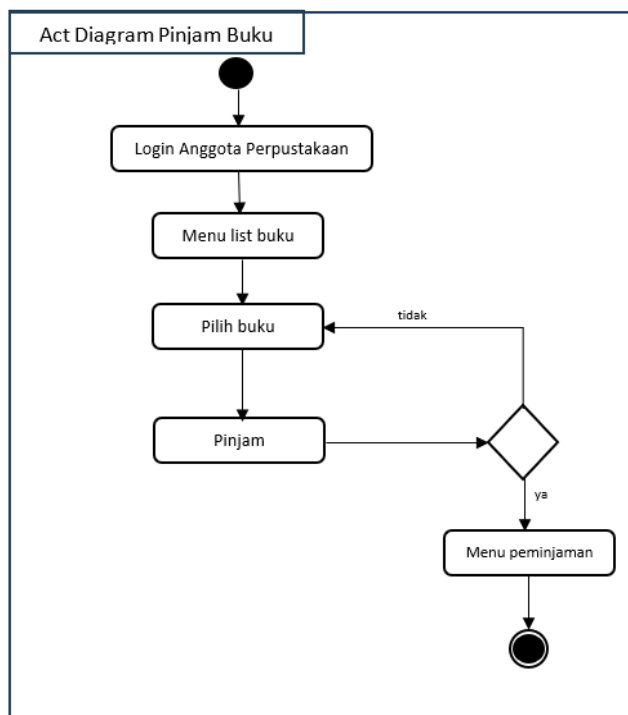 Act Diagram Pinjam Buku
Login Anggota Perpustakaan
Menu list buku
Pilih buku
tidak
Pinjam
ya
Menu peminjaman